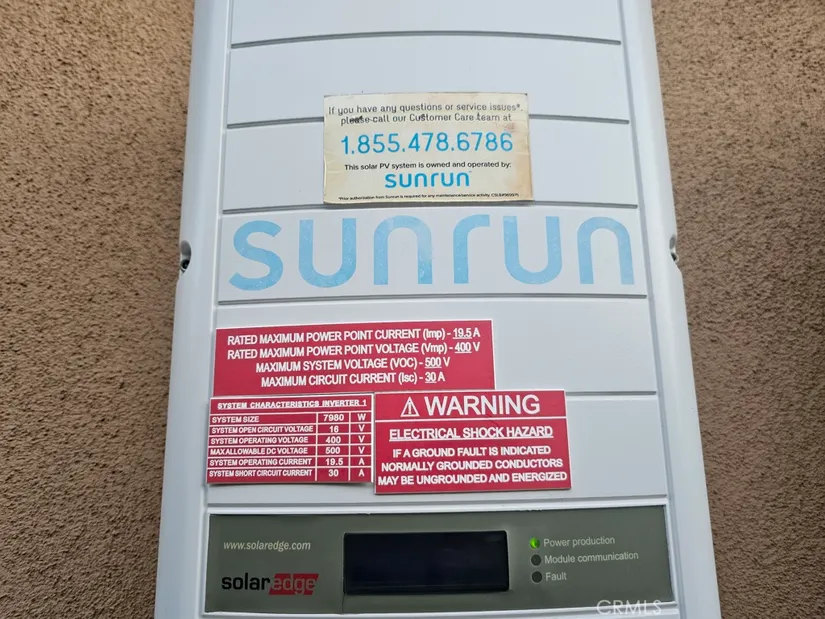 If you have any questions or service issues*,
please call our Customer Care team at
1.855.478.6786
This solar PV system is owned and operated by:
sunrun
sunrun
RATED MAXIMUM POWER POINT CURRENT (Imp) - 19.5 A
RATED MAXIMUM POWER POINT VOLTAGE (Vmp) - 400 V
MAXIMUM SYSTEM VOLTAGE (VOC) - 500 V
MAXIMUM CIRCUIT CURRENT (Isc) - 30 A
SYSTEM CHARACTERISTICS INVERTER 1
SYSTEM SIZE 7980 W
SYSTEM OPEN CIRCUIT VOLTAGE 16 V
SYSTEM OPERATING VOLTAGE 400 V
MAX ALLOWABLE DC VOLTAGE 500 V
SYSTEM OPERATING CURRENT 19.5 A
SYSTEM SHORT CIRCUIT CURRENT 30 A
⚠ WARNING
ELECTRICAL SHOCK HAZARD
IF A GROUND FAULT IS INDICATED
NORMALLY GROUNDED CONDUCTORS
MAY BE UNGROUNDED AND ENERGIZED
www.solaredge.com
solaredge
Power production
Module communication
Fault
CRMLS